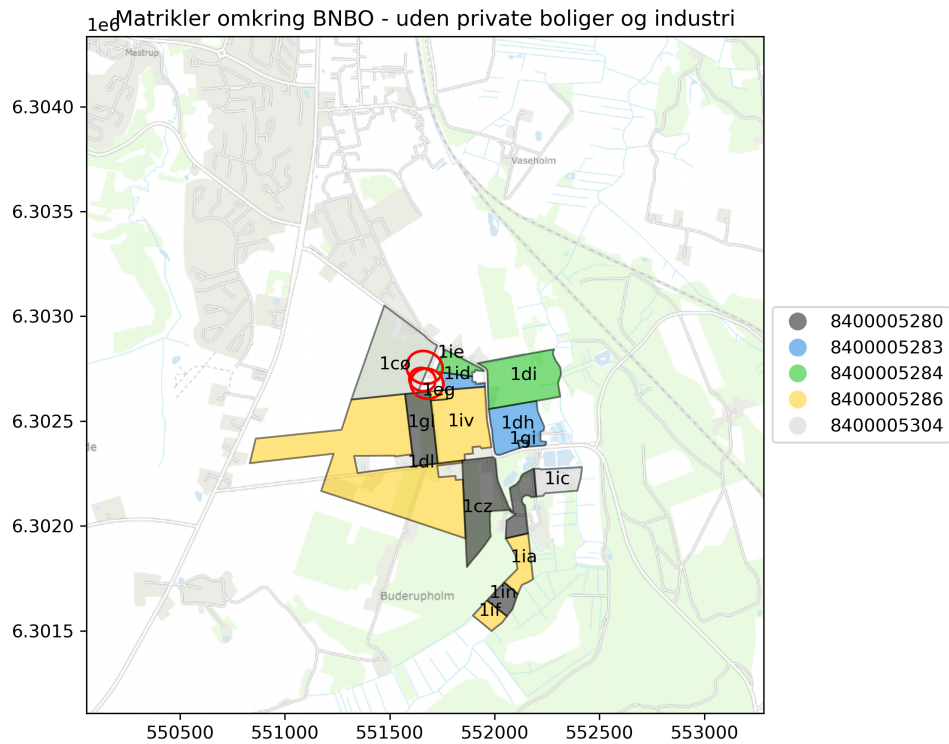 Matrikler omkring BNBO - uden private boliger og industri
1e6
Mastrup
6.3040
Vaseholm
6.3035
6.3030
1ie
1cø
1id
1di
1eg
6.3025
1gl
1iv
1dh
1gi
de
1dl
1ic
1cz
6.3020
1ia
1in
Buderupholm
1if
6.3015
550500
551000
551500
552000
552500
553000
8400005280
8400005283
8400005284
8400005286
8400005304